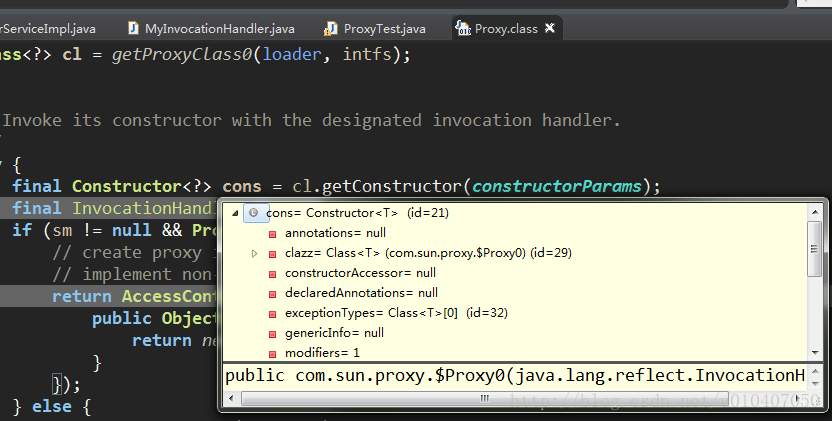 rServiceImpl.java MyInvocationHandler.java ProxyTest.java Proxy.class
ass<?> cl = getProxyClass0(loader, intfs);
Invoke its constructor with the designated invocation handler.
{
final Constructor<?> cons = cl.getConstructor(constructorParams);
final InvocationHandl
if (sm != null && Pro
// create proxy i
// implement non-
return AccessCont
public Object
return ne
}
});
} else {
cons= Constructor<T> (id=21)
annotations= null
clazz= Class<T> (com.sun.proxy.$Proxy0) (id=29)
constructorAccessor= null
declaredAnnotations= null
exceptionTypes= Class<T>[0] (id=32)
genericInfo= null
modifiers= 1
public com.sun.proxy.$Proxy0(java.lang.reflect.InvocationH
http://blog.csdn.net/u010407050